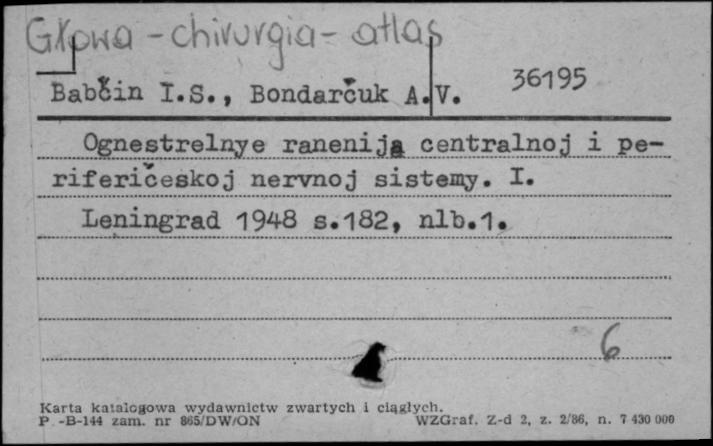 Głowa - chirurgia - atlas
Babčin I.S., Bondarčuk A.V. 36195
Ognestrelnye ranenija centralnoj i pe-
riferičeskoj nervnoj sistemy. I.
Leningrad 1948 s.182, nlb.1.
6
Karta katalogowa wydawnictw zwartych i ciągłych.
P -B-144 zam. nr 865/DW/ON WZGraf. Z-d 2, z. 2/86, n. 7 430 000